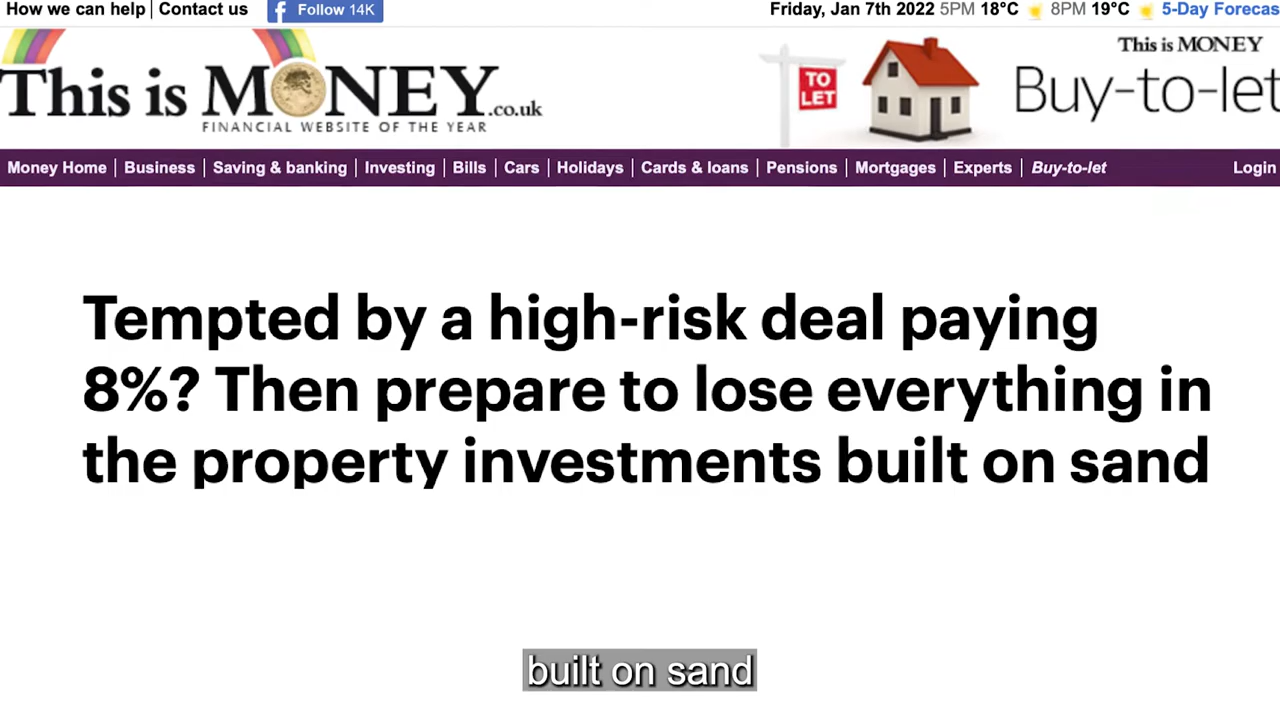 How we can help | Contact us
Follow 14K
Friday, Jan 7th 2022 5PM 18°C 8PM 19°C 5-Day Forecas
This is MONEY.co.uk
FINANCIAL WEBSITE OF THE YEAR
TO
LET
This is MONEY
Buy-to-let
Money Home | Business | Saving & banking | Investing | Bills | Cars | Holidays | Cards & loans | Pensions | Mortgages | Experts | Buy-to-let
Login
Tempted by a high-risk deal paying
8%? Then prepare to lose everything in
the property investments built on sand
built on sand